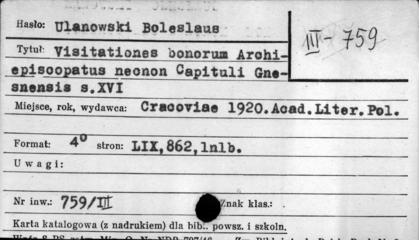 Hasło: Ulanowski Boleslaus
III-759
Tytuł: Visitationes bonorum Archi-
episcopatus necnon Capituli Gne-
snensis s.XVI
Miejsce, rok, wydawca: Cracoviae 1920.Acad.Liter.Pol.
Format: 4° stron: LIX,862,1nlb.
Uwagi:
Nr inw.: 759/III Znak klas.:
Karta katalogowa (z nadrukiem) dla bibl. powsz. i szkoln.